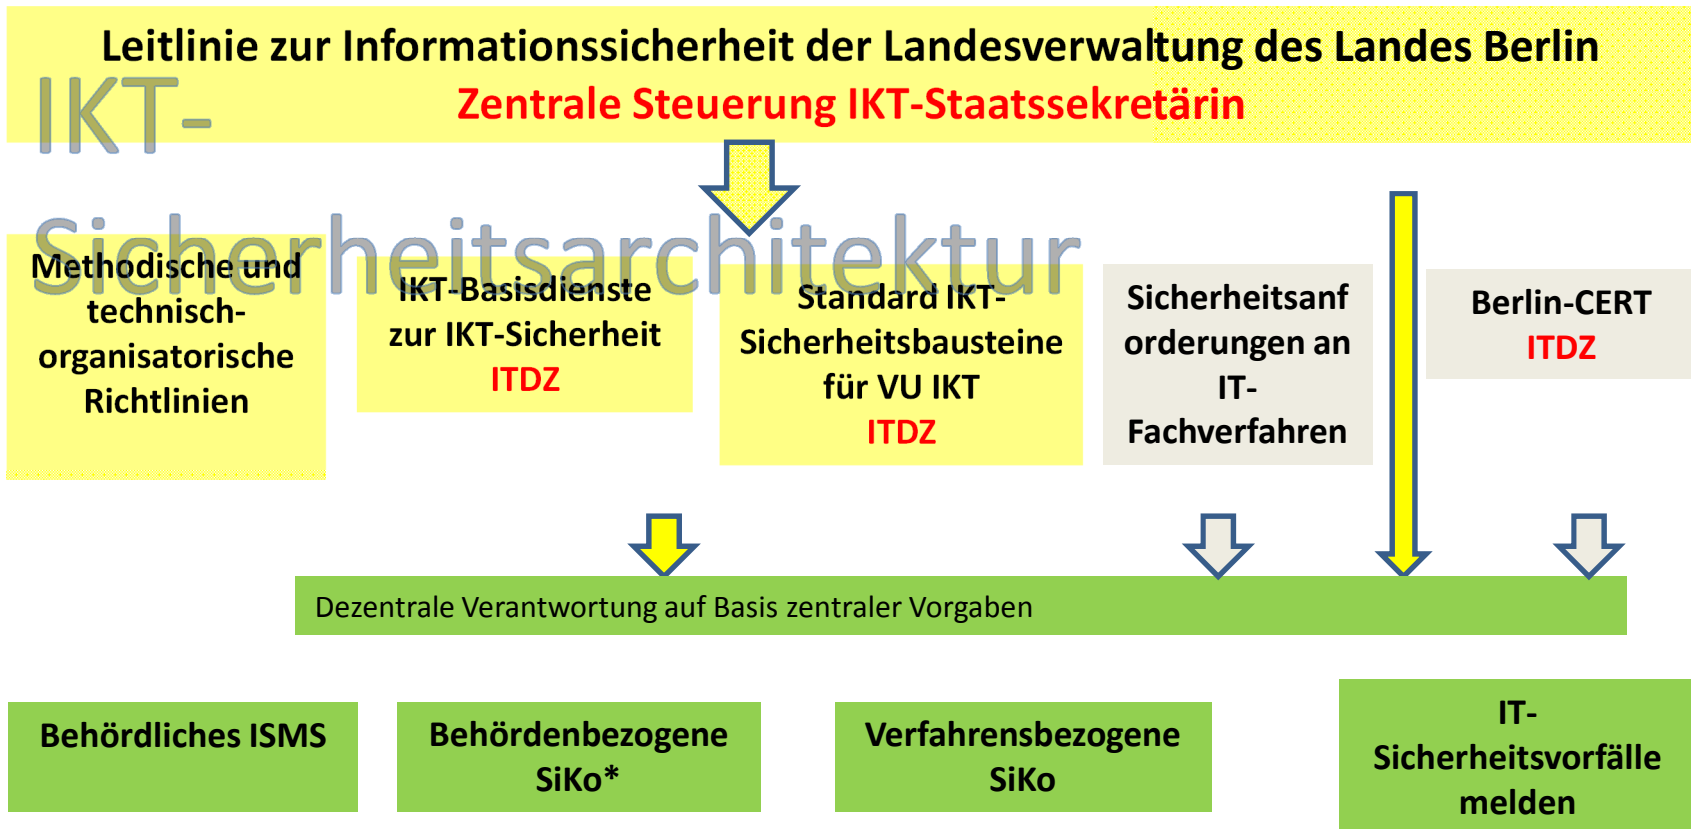 Leitlinie zur Informationssicherheit der Landesverwaltung des Landes Berlin
Zentrale Steuerung IKT-Staatssekretärin
IKT-
Sicherheitsarchitektur
Methodische und
technisch-
organisatorische
Richtlinien
IKT-Basisdienste
zur IKT-Sicherheit
ITDZ
Standard IKT-
Sicherheitsbausteine
für VU IKT
ITDZ
Sicherheitsanf
orderungen an
IT-
Fachverfahren
Berlin-CERT
ITDZ
Dezentrale Verantwortung auf Basis zentraler Vorgaben
Behördliches ISMS
Behördenbezogene
SiKo*
Verfahrensbezogene
SiKo
IT-
Sicherheitsvorfälle
melden